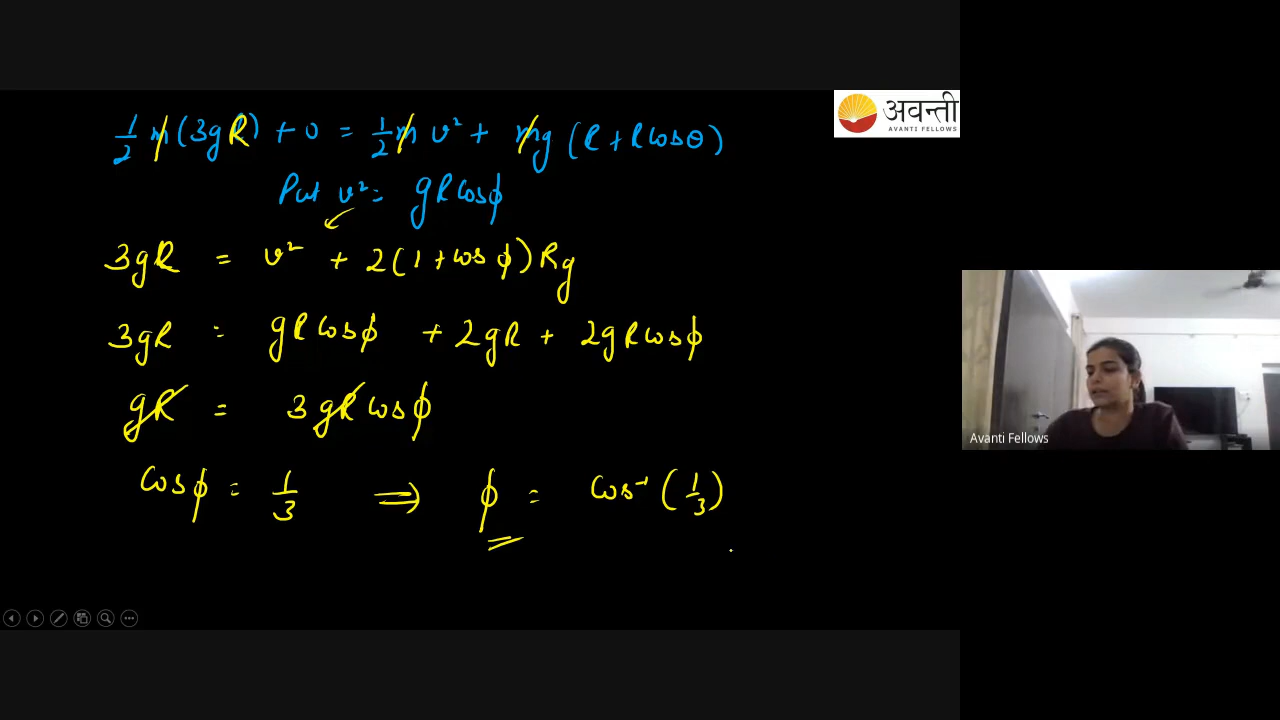 अवन्ती
AVANTI FELLOWS
1/2 m(3gR) + 0 = 1/2 m v² + mg (R + R cos θ)
Put v² = gR cos ϕ
3gR = v² + 2(1 + cos ϕ) Rg
3gR = gR cos ϕ + 2gR + 2gR cos ϕ
gR = 3gR cos ϕ
cos ϕ = 1/3 ⟹ ϕ = cos⁻¹ (1/3)
Avanti Fellows